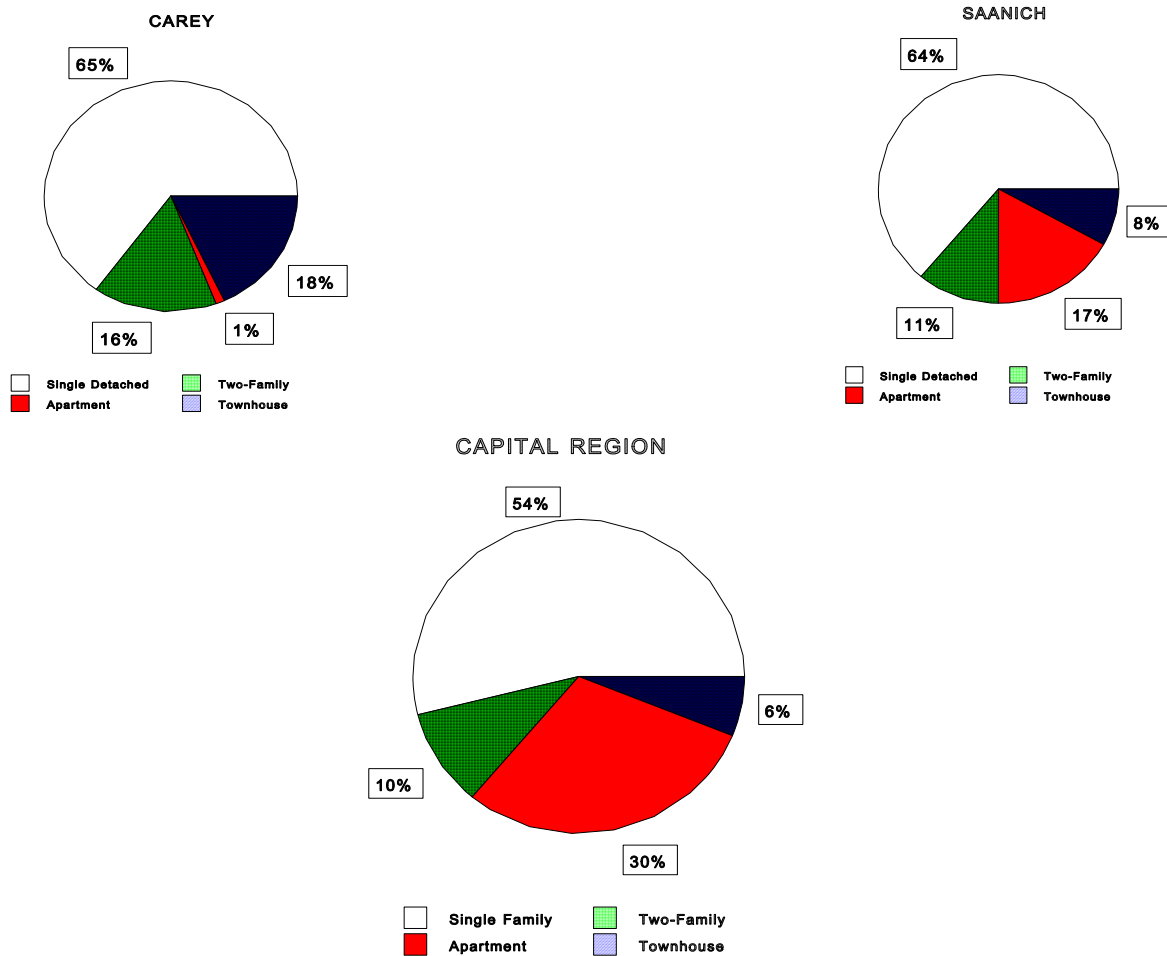 CAREY
65%
18%
16%
1%
Single Detached
Two-Family
Apartment
Townhouse
SAANICH
64%
8%
17%
11%
Single Detached
Two-Family
Apartment
Townhouse
CAPITAL REGION
54%
6%
10%
30%
Single Family
Two-Family
Apartment
Townhouse